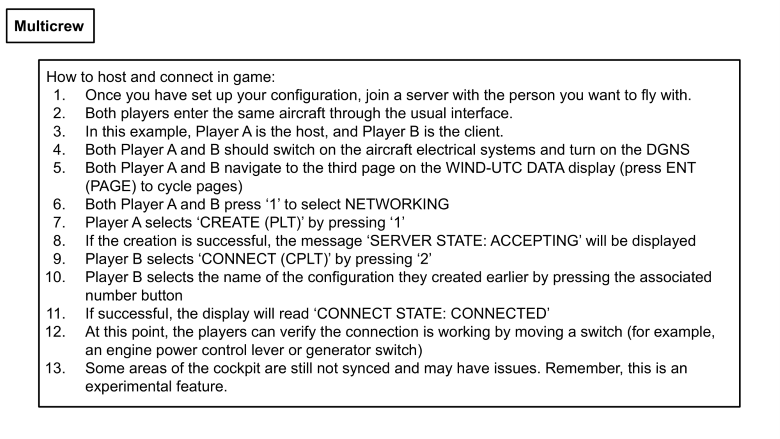 Multicrew
How to host and connect in game:
1. Once you have set up your configuration, join a server with the person you want to fly with.
2. Both players enter the same aircraft through the usual interface.
3. In this example, Player A is the host, and Player B is the client.
4. Both Player A and B should switch on the aircraft electrical systems and turn on the DGNS
5. Both Player A and B navigate to the third page on the WIND-UTC DATA display (press ENT
(PAGE) to cycle pages)
6. Both Player A and B press ‘1’ to select NETWORKING
7. Player A selects ‘CREATE (PLT)’ by pressing ‘1’
8. If the creation is successful, the message ‘SERVER STATE: ACCEPTING’ will be displayed
9. Player B selects ‘CONNECT (CPLT)’ by pressing ‘2’
10. Player B selects the name of the configuration they created earlier by pressing the associated
number button
11. If successful, the display will read ‘CONNECT STATE: CONNECTED’
12. At this point, the players can verify the connection is working by moving a switch (for example,
an engine power control lever or generator switch)
13. Some areas of the cockpit are still not synced and may have issues. Remember, this is an
experimental feature.